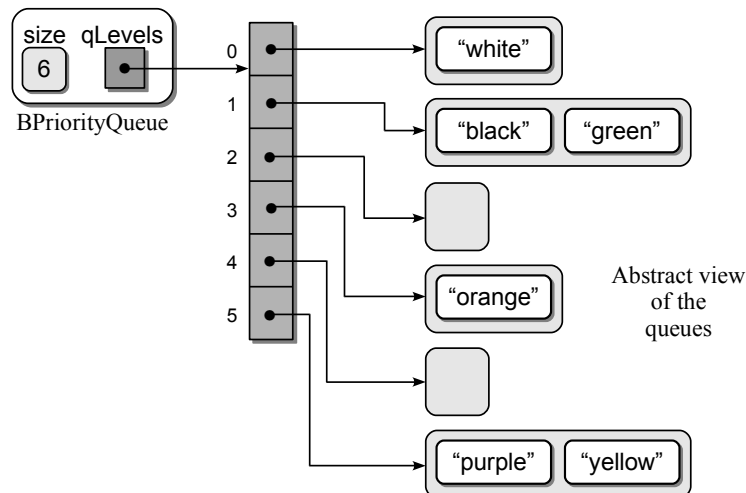 size qLevels
6
BPriorityQueue
0
“white”
1
“black” “green”
2
3
“orange”
4
5
“purple” “yellow”
Abstract view
of the
queues